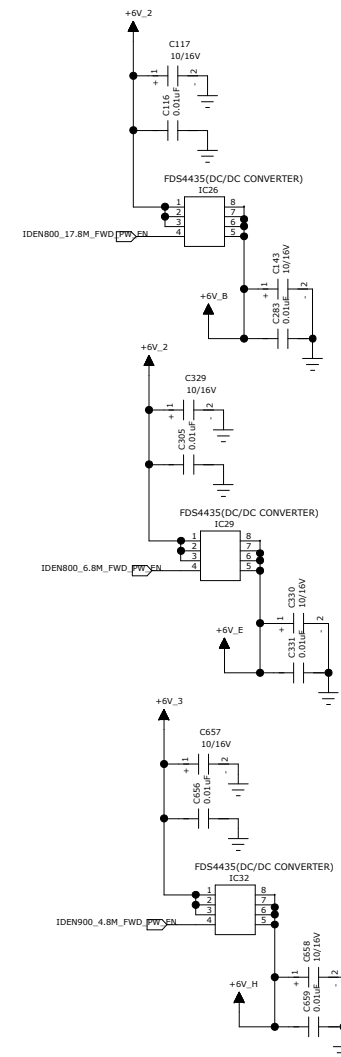 +6V_2
C117
10/16V
+ 1
2 -
C116
0.01uF
FDS4435(DC/DC CONVERTER)
IC26
1 8
2 7
3 6
4 5
IDEN800_17.8M_FWD_PW_EN
C143
10/16V
+ 1
2 -
+6V_B
C283
0.01uF
+6V_2
C329
10/16V
+ 1
2 -
C305
0.01uF
FDS4435(DC/DC CONVERTER)
IC29
1 8
2 7
3 6
4 5
IDEN800_6.8M_FWD_PW_EN
C330
10/16V
+ 1
2 -
+6V_E
C331
0.01uF
+6V_3
C657
10/16V
+ 1
2 -
C656
0.01uF
FDS4435(DC/DC CONVERTER)
IC32
1 8
2 7
3 6
4 5
IDEN900_4.8M_FWD_PW_EN
C658
10/16V
+ 1
2 -
+6V_H
C659
0.01uF